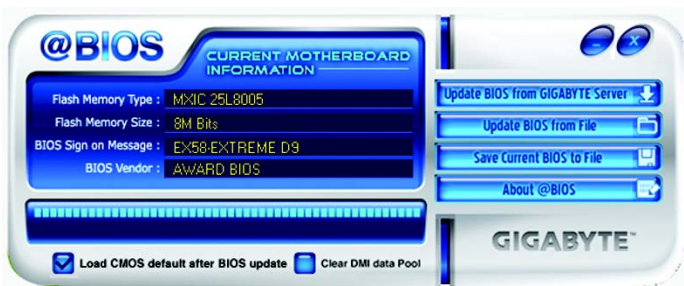 @BIOS
CURRENT MOTHERBOARD
INFORMATION
Flash Memory Type : MXIC 25L8005
Flash Memory Size : 8M Bits
BIOS Sign on Message : EX58-EXTREME D9
BIOS Vendor : AWARD BIOS
Load CMOS default after BIOS update
Clear DMI data Pool
- X
Update BIOS from GIGABYTE Server
Update BIOS from File
Save Current BIOS to File
About @BIOS
GIGABYTE™